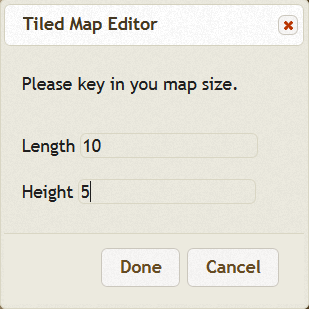 Tiled Map Editor
Please key in you map size.
Length 10
Height 5
Done Cancel